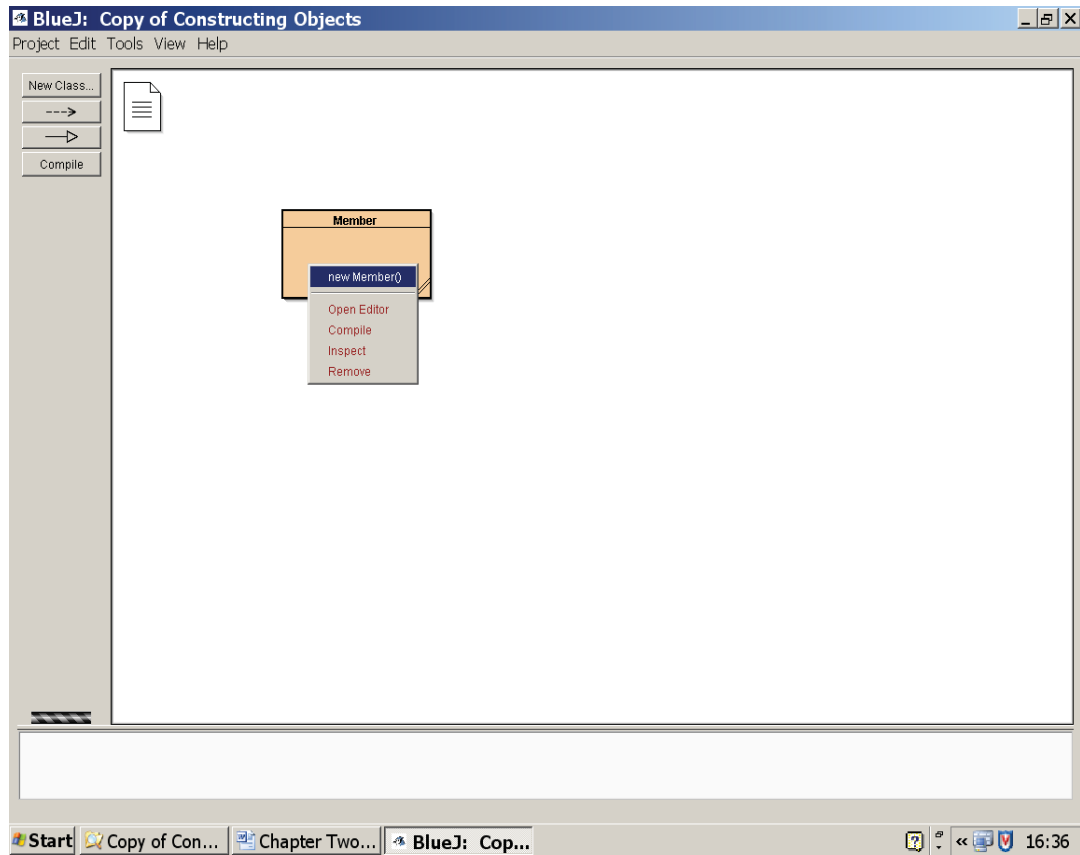 BlueJ: Copy of Constructing Objects
Project Edit Tools View Help
New Class...
Compile
Member
new Member()
Open Editor
Compile
Inspect
Remove
Start Copy of Con... Chapter Two... BlueJ: Cop... « 16:36